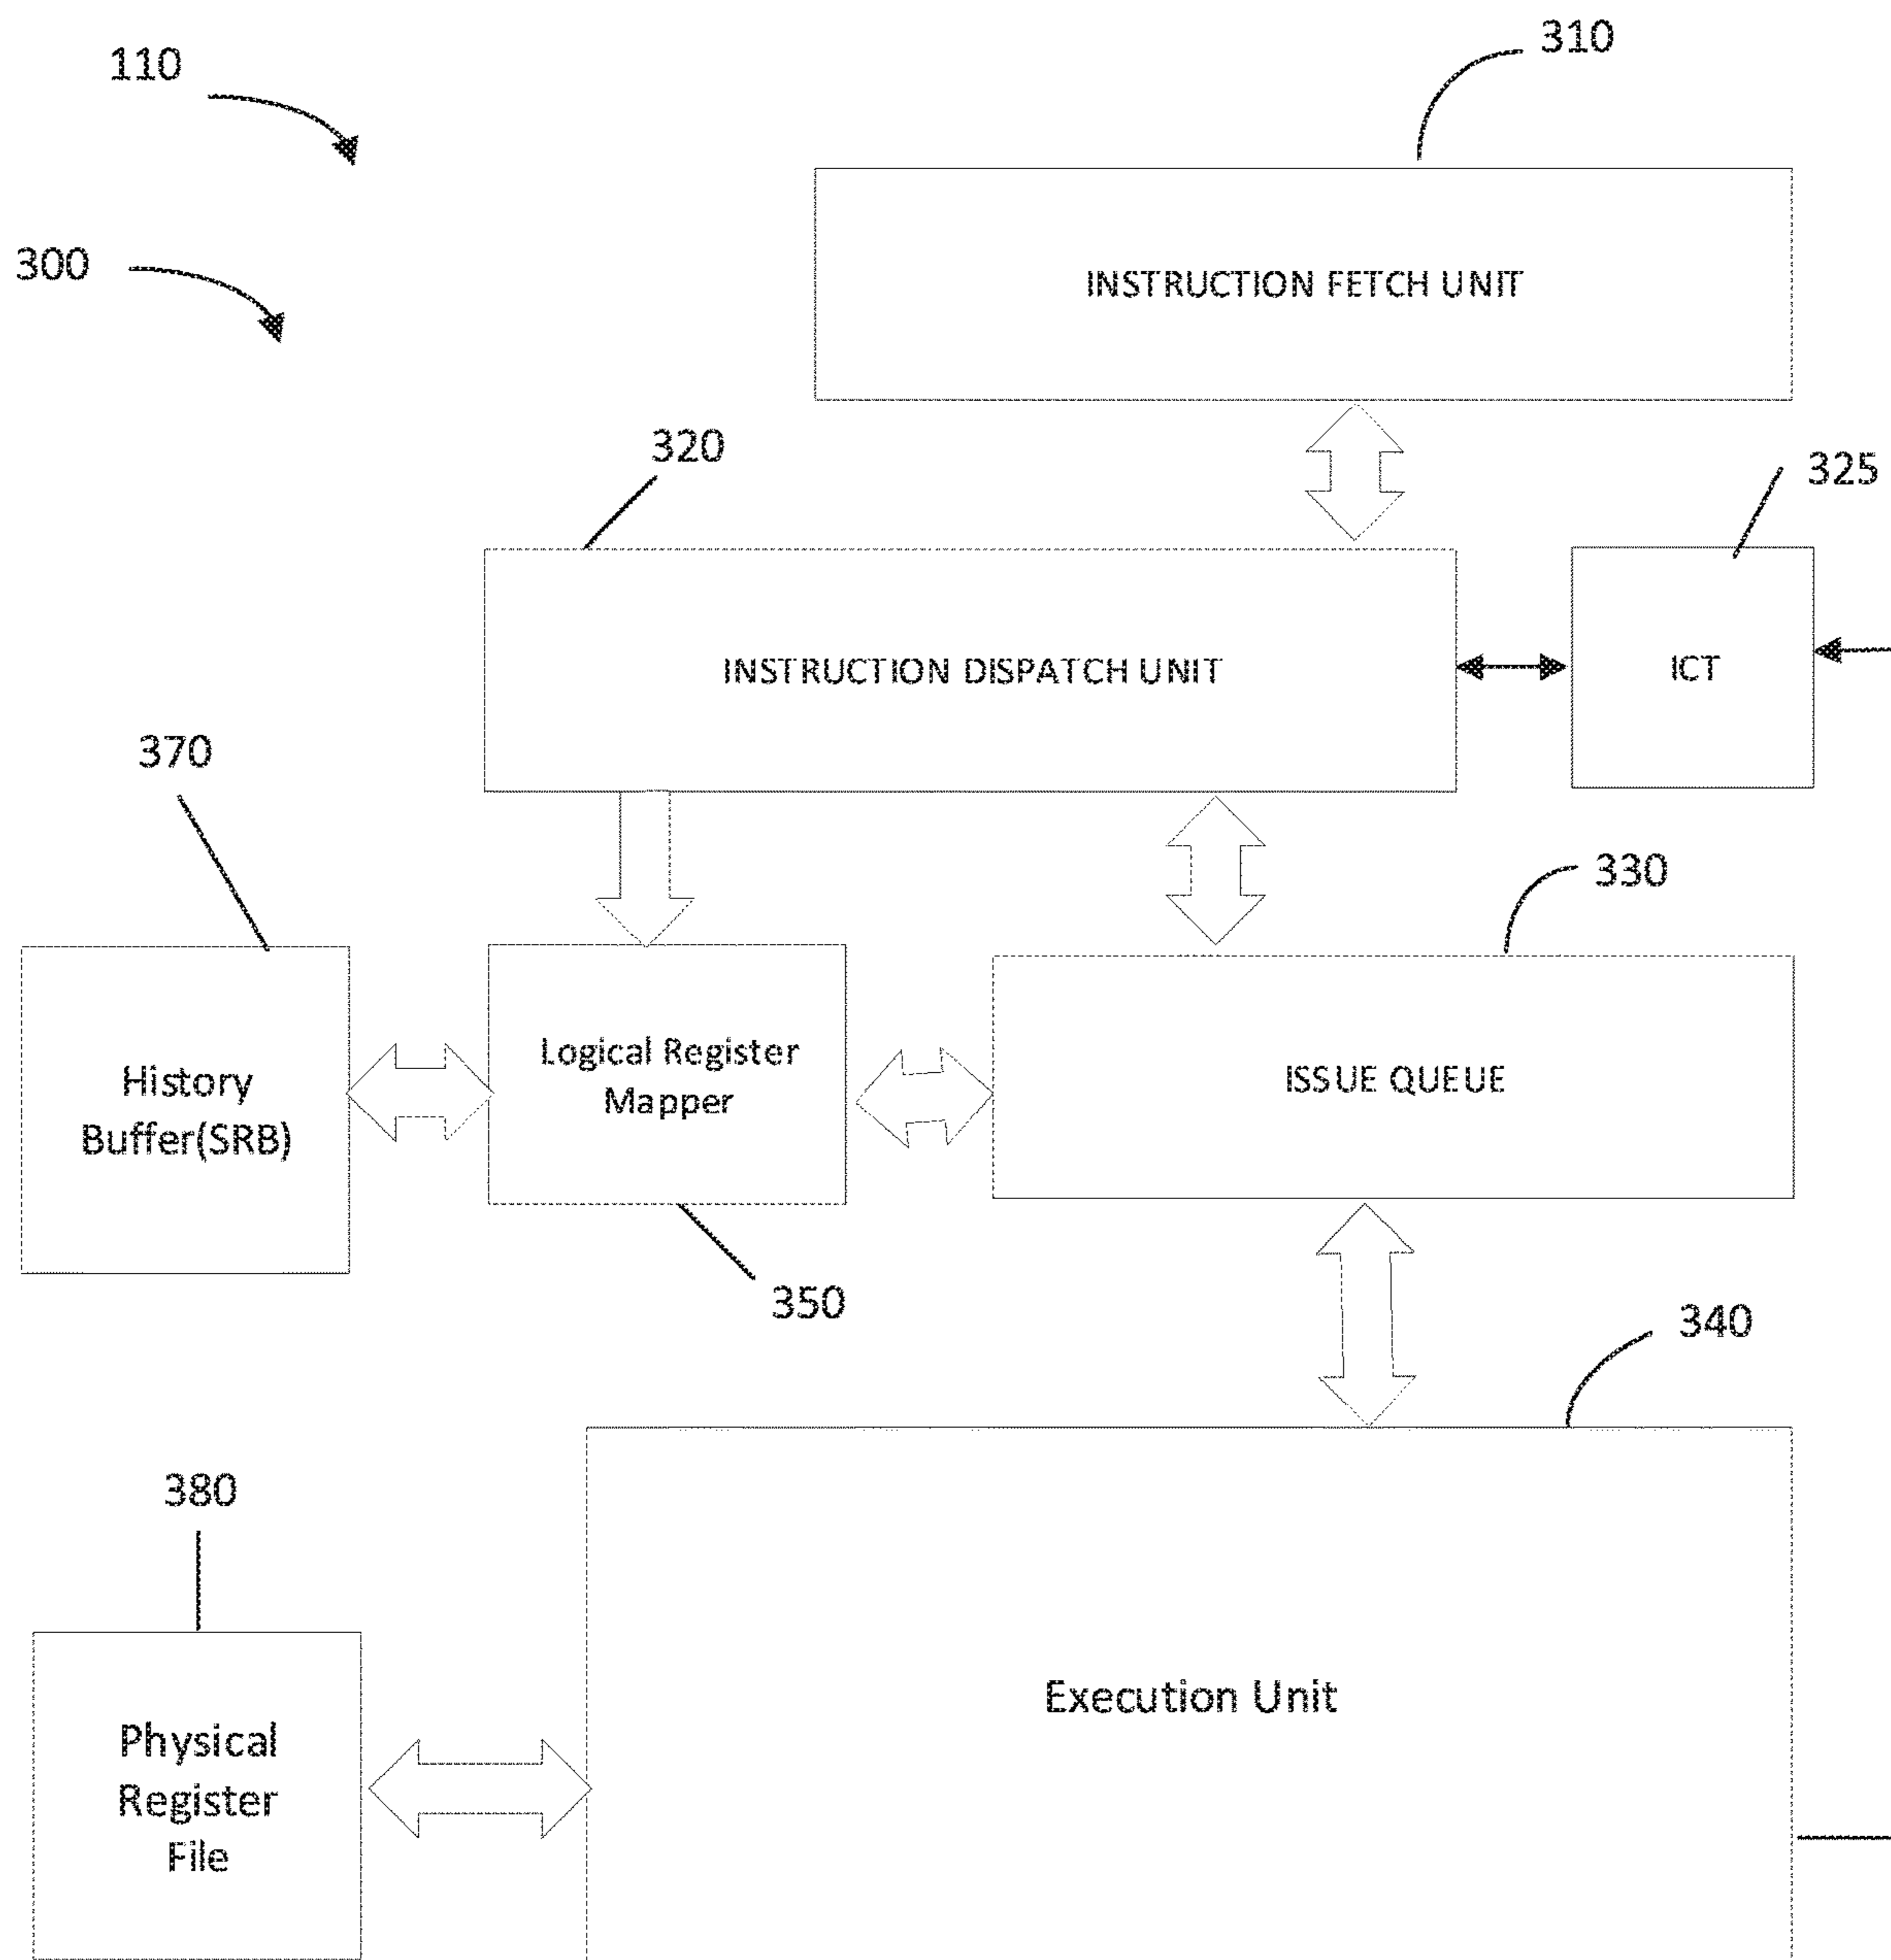 110
310
300
INSTRUCTION FETCH UNIT
320
325
INSTRUCTION DISPATCH UNIT
ICT
370
330
History
Buffer(SRB)
Logical Register
Mapper
ISSUE QUEUE
350
340
380
Execution Unit
Physical
Register
File